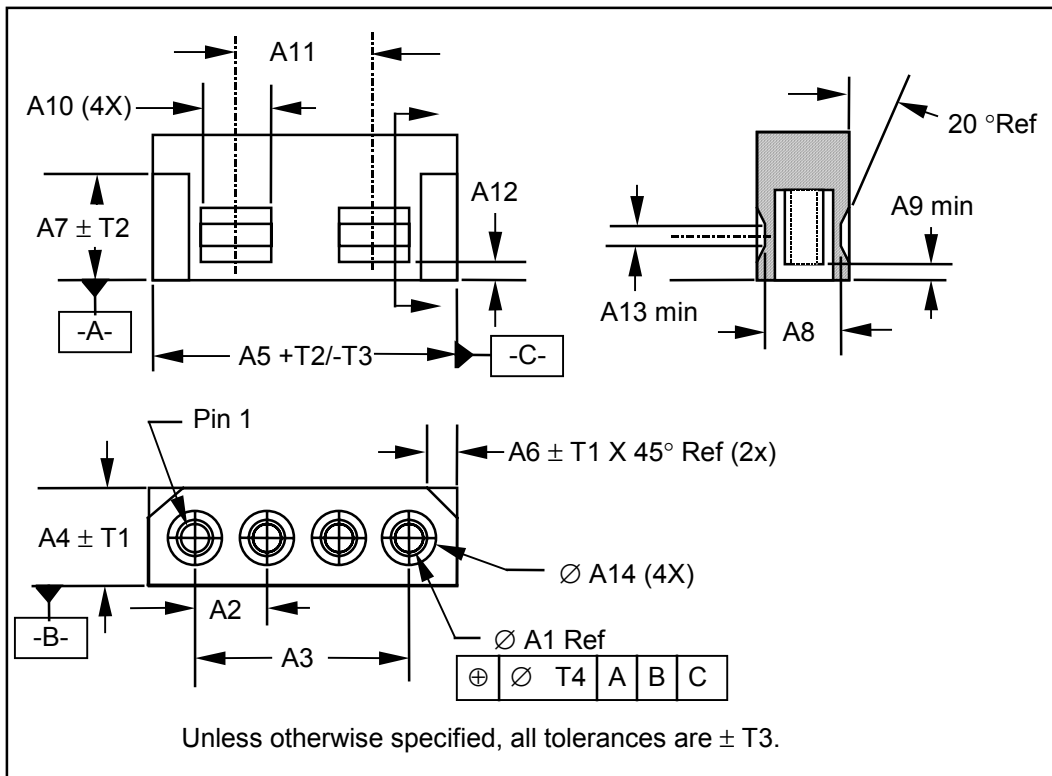 A11
A10 (4X)
20 °Ref
A12
A9 min
A7 ± T2
A13 min
A8
-A-
A5 +T2/-T3
-C-
Pin 1
A6 ± T1 X 45° Ref (2x)
A4 ± T1
∅ A14 (4X)
A2
-B-
∅ A1 Ref
A3
⊕ ∅ T4 A B C
Unless otherwise specified, all tolerances are ± T3.